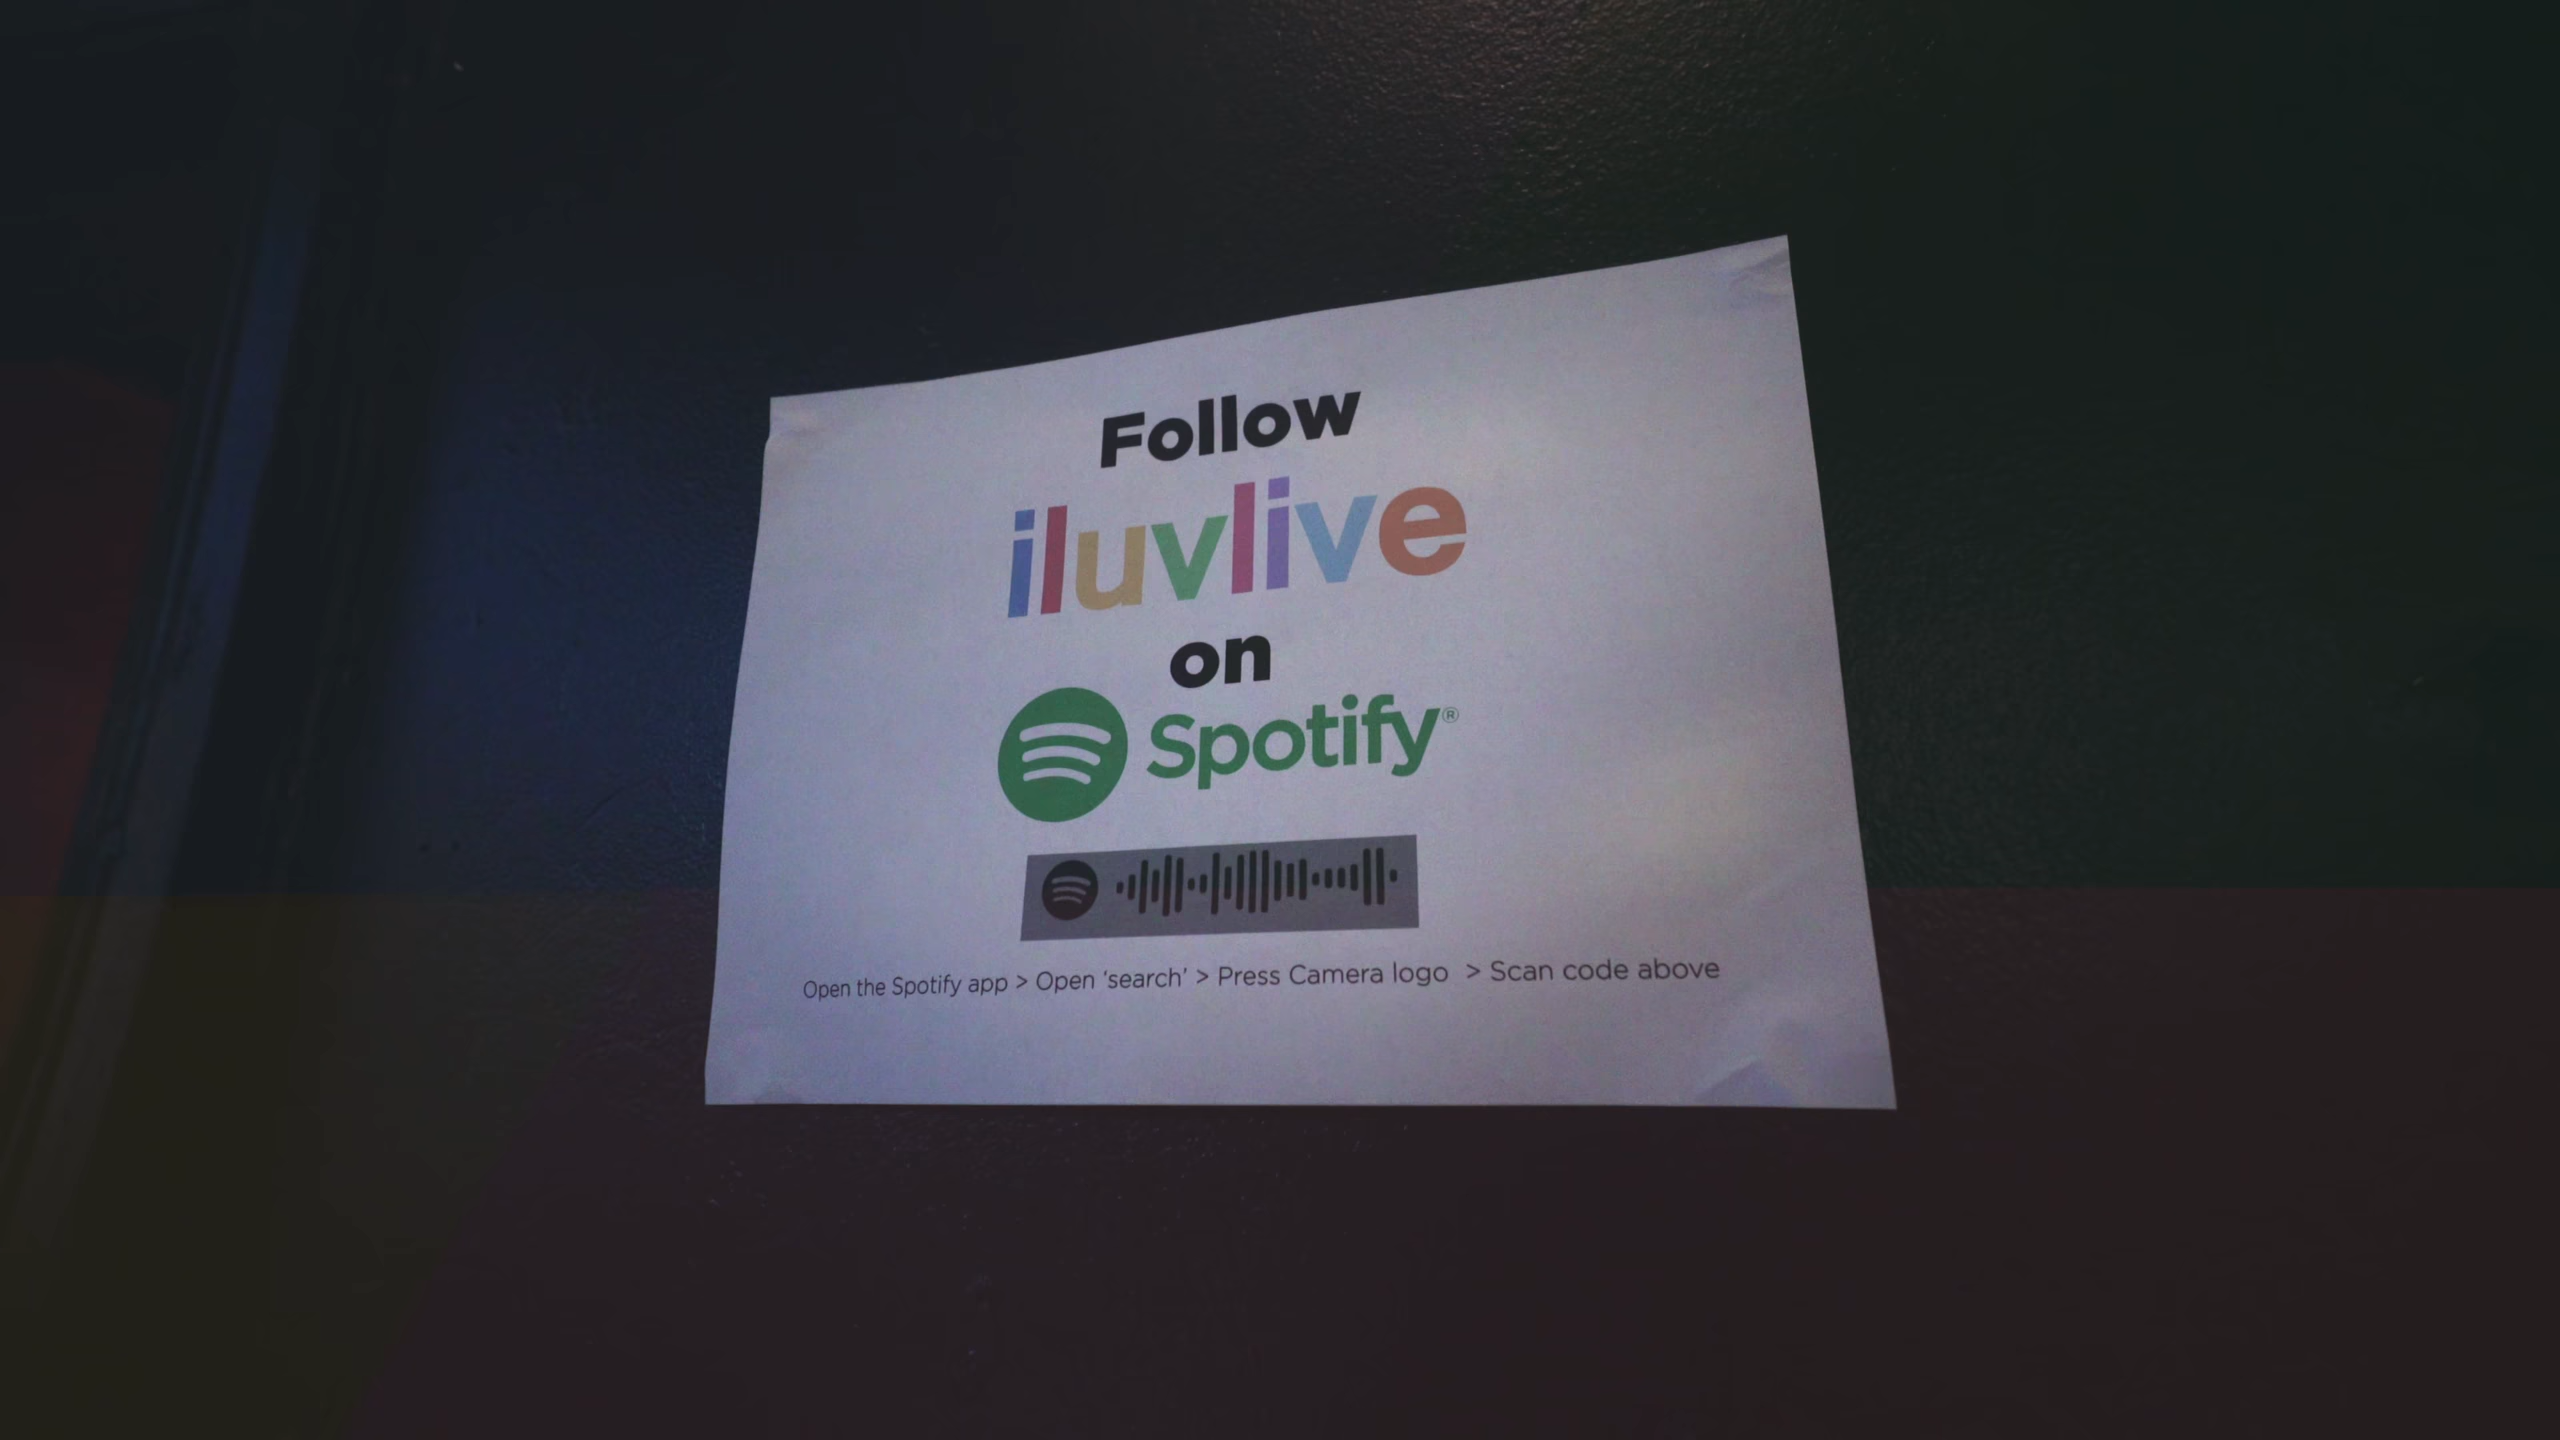 Follow
iluvlive
on
Spotify®
Open the Spotify app > Open ‘search’ > Press Camera logo > Scan code above